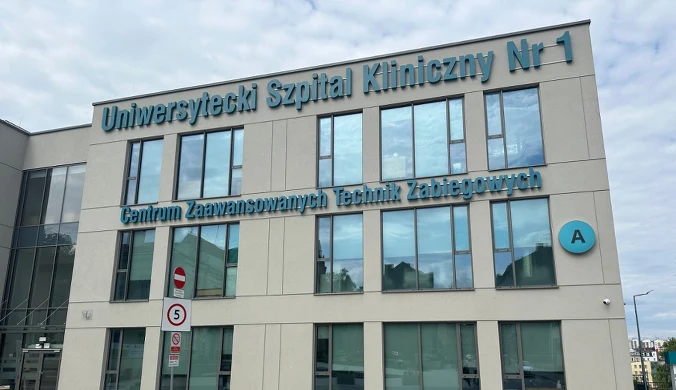 Uniwersytecki Szpital Kliniczny Nr 1
Centrum Zaawansowanych Technik Zabiegowych
A
5